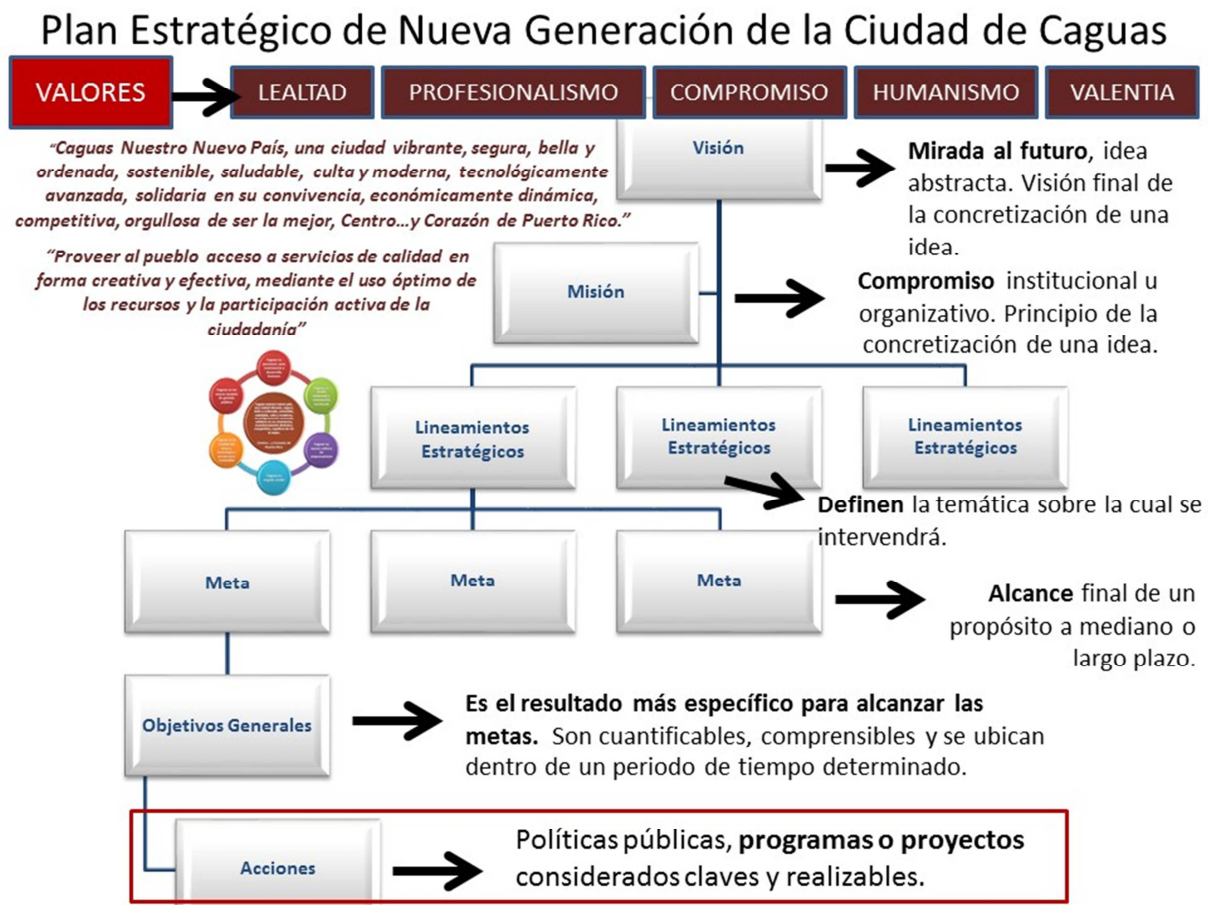 Plan Estratégico de Nueva Generación de la Ciudad de Caguas
VALORES
LEALTAD
PROFESIONALISMO
COMPROMISO
HUMANISMO
VALENTIA
“Caguas Nuestro Nuevo País, una ciudad vibrante, segura, bella y
ordenada, sostenible, saludable, culta y moderna, tecnológicamente
avanzada, solidaria en su convivencia, económicamente dinámica,
competitiva, orgullosa de ser la mejor, Centro...y Corazón de Puerto Rico.”
Visión
Mirada al futuro, idea
abstracta. Visión final de
la concretización de una
idea.
“Proveer al pueblo acceso a servicios de calidad en
forma creativa y efectiva, mediante el uso óptimo de
los recursos y la participación activa de la
ciudadanía”
Misión
Compromiso institucional u
organizativo. Principio de la
concretización de una idea.
Lineamientos
Estratégicos
Lineamientos
Estratégicos
Lineamientos
Estratégicos
Definen la temática sobre la cual se
intervendrá.
Meta
Meta
Meta
Alcance final de un
propósito a mediano o
largo plazo.
Objetivos Generales
Es el resultado más específico para alcanzar las
metas. Son cuantificables, comprensibles y se ubican
dentro de un periodo de tiempo determinado.
Acciones
Políticas públicas, programas o proyectos
considerados claves y realizables.